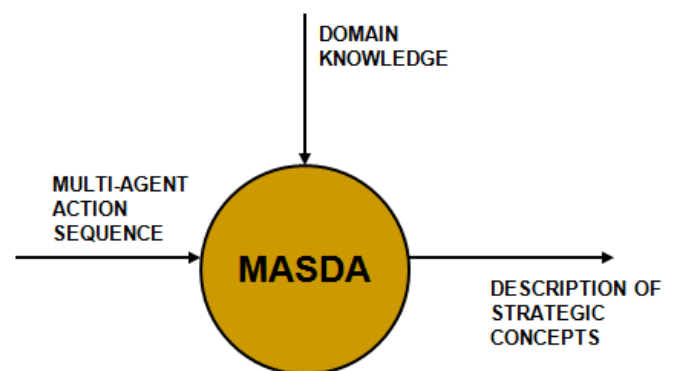 DOMAIN
KNOWLEDGE
MULTI-AGENT
ACTION
SEQUENCE
MASDA
DESCRIPTION OF
STRATEGIC
CONCEPTS